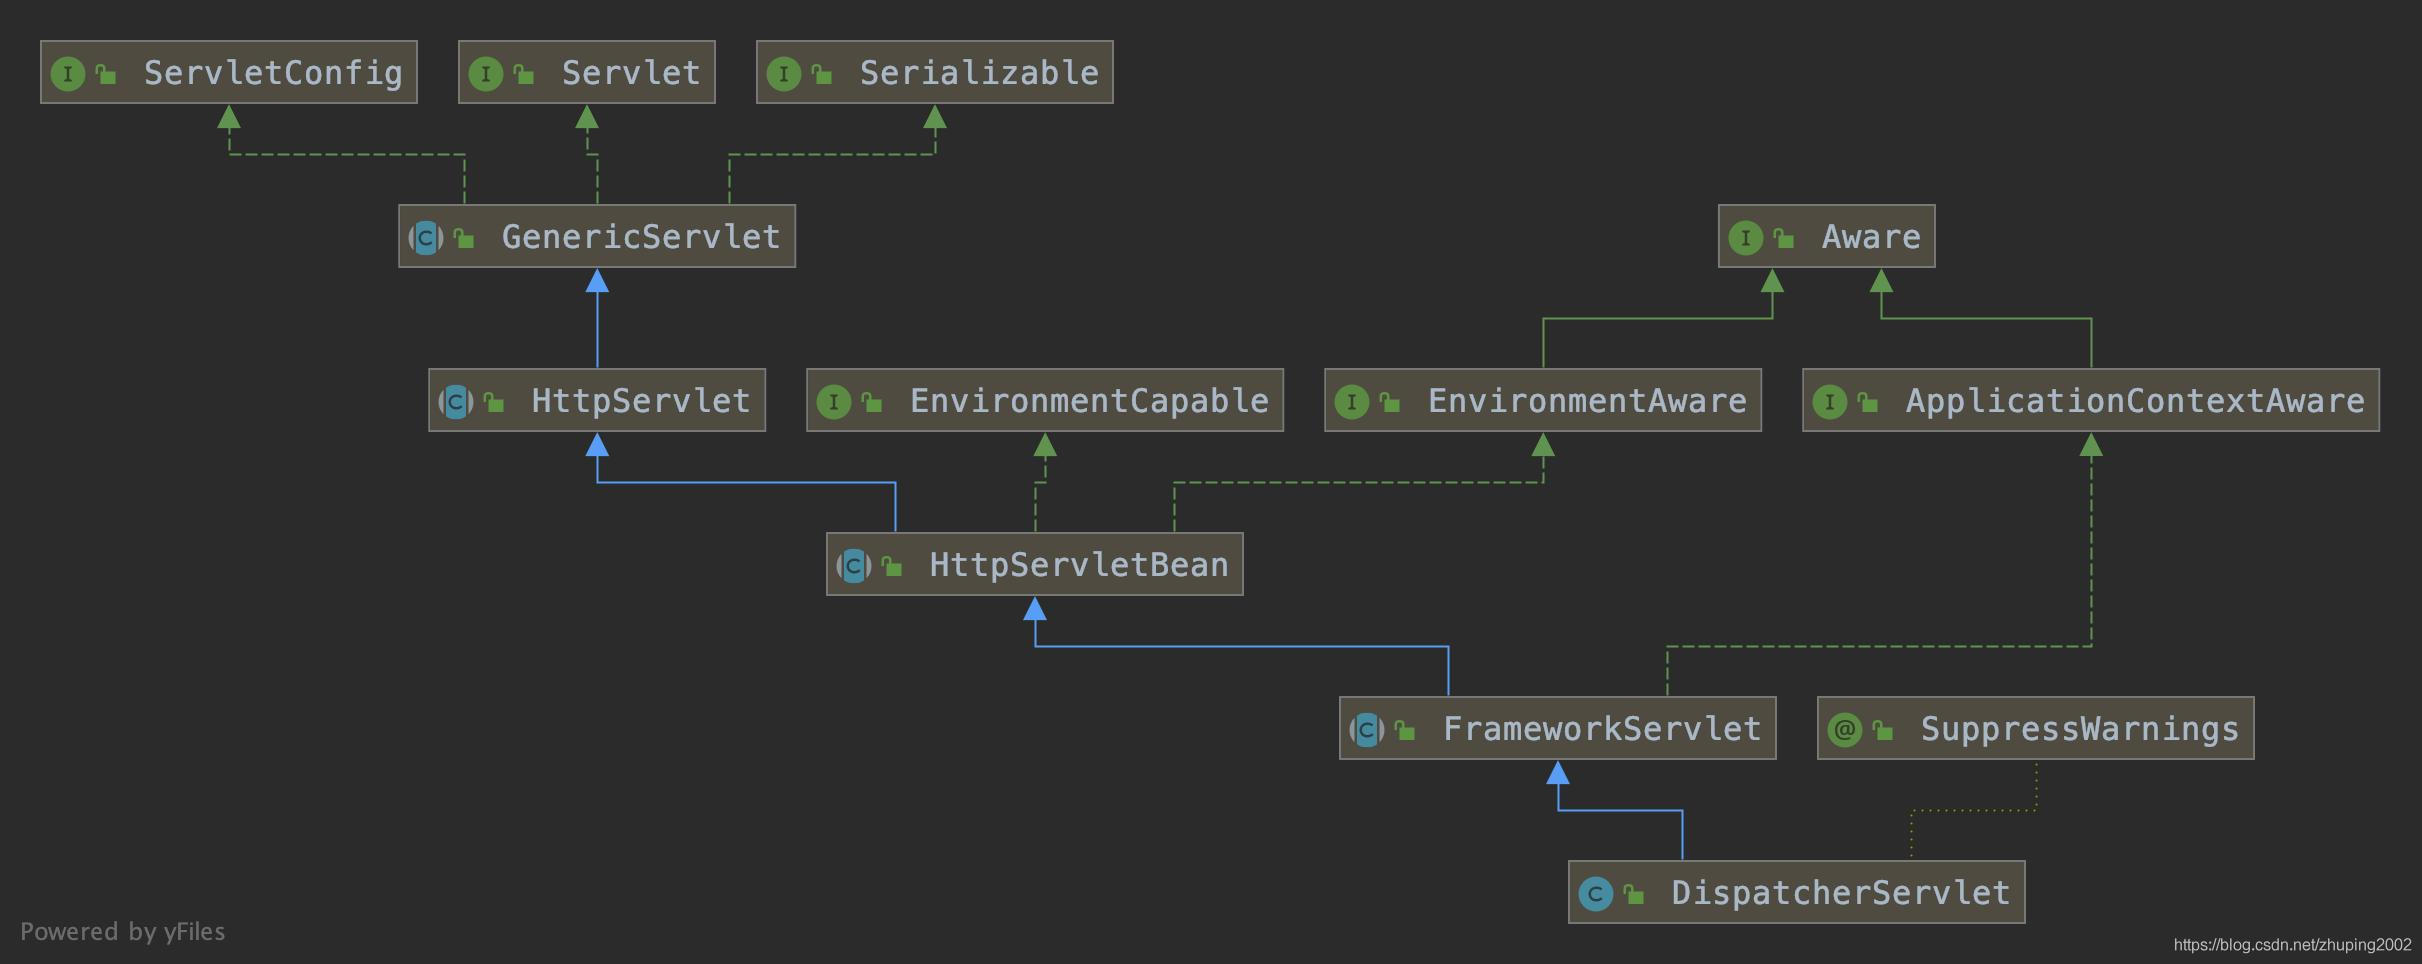 ServletConfig
Servlet
Serializable
GenericServlet
Aware
HttpServlet
EnvironmentCapable
EnvironmentAware
ApplicationContextAware
HttpServletBean
FrameworkServlet
SuppressWarnings
DispatcherServlet
Powered by yFiles
https://blog.csdn.net/zhuping2002